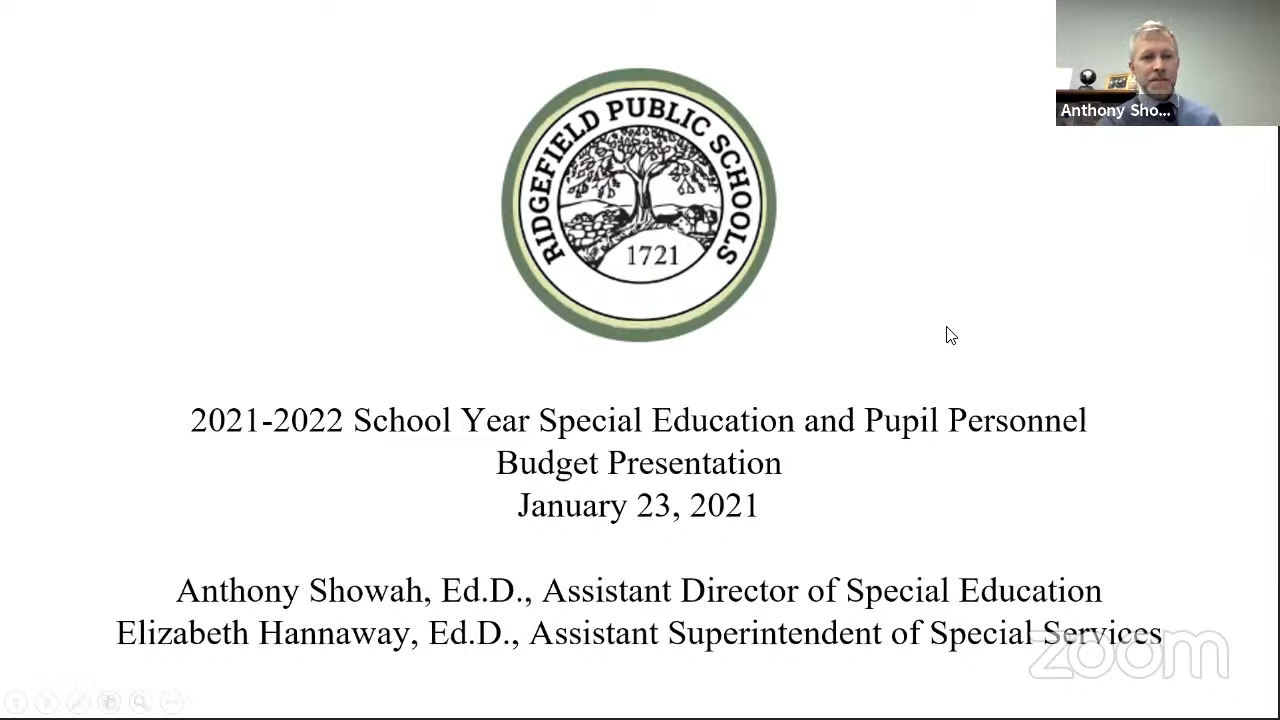 Anthony Sho...
RIDGEFIELD PUBLIC SCHOOLS
1721
2021-2022 School Year Special Education and Pupil Personnel
Budget Presentation
January 23, 2021
Anthony Showah, Ed.D., Assistant Director of Special Education
Elizabeth Hannaway, Ed.D., Assistant Superintendent of Special Services
zoom